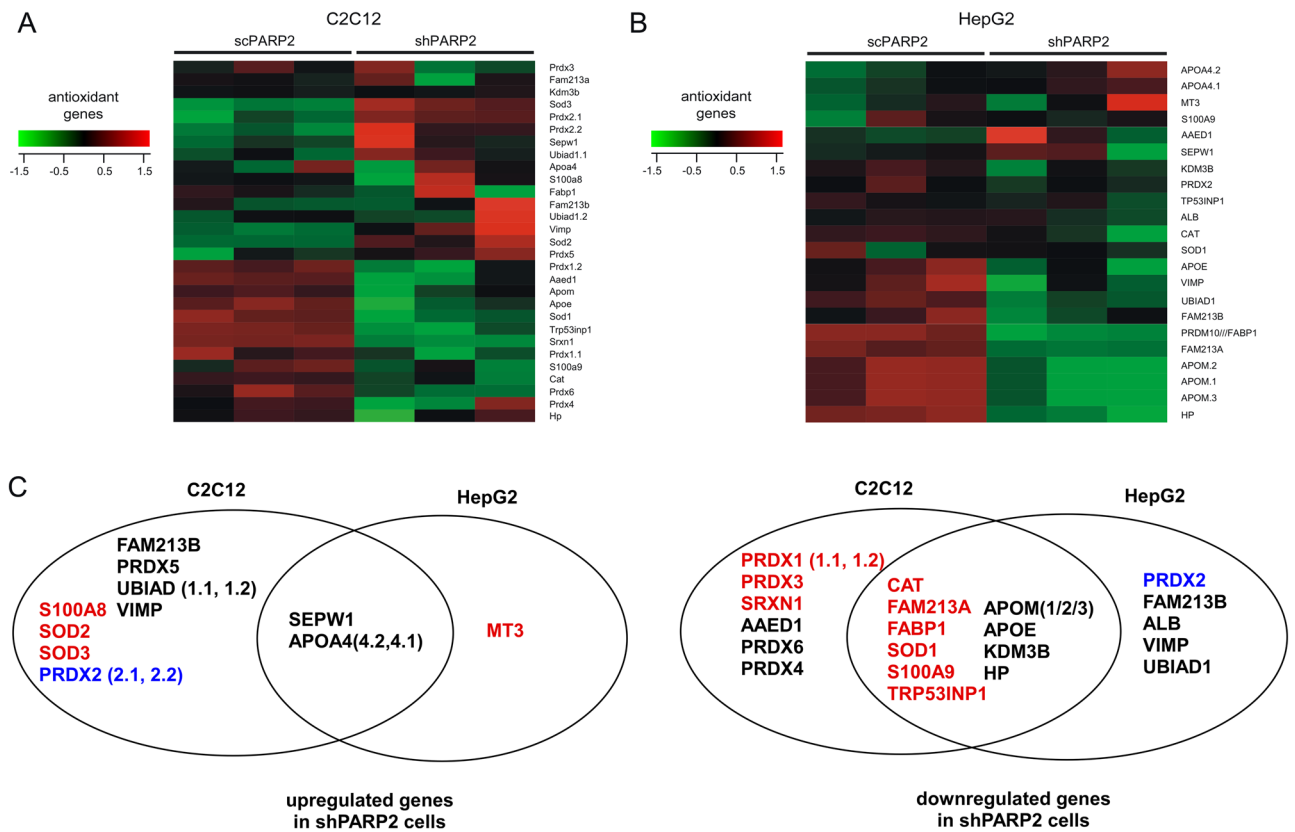 A
C2C12
scPARP2 shPARP2
antioxidant
genes
-1.5 -0.5 0.5 1.5
Prdx3
Fam213a
Kdm3b
Sod3
Prdx2.1
Prdx2.2
Sepw1
Ubiad1.1
Apoa4
S100a8
Fabp1
Fam213b
Ubiad1.2
Vimp
Sod2
Prdx5
Prdx1.2
Aaed1
Apom
Apoe
Sod1
Trp53inp1
Srxn1
Prdx1.1
S100a9
Cat
Prdx6
Prdx4
Hp
B
HepG2
scPARP2 shPARP2
antioxidant
genes
-1.5 -0.5 0.5 1.5
APOA4.2
APOA4.1
MT3
S100A9
AAED1
SEPW1
KDM3B
PRDX2
TP53INP1
ALB
CAT
SOD1
APOE
VIMP
UBIAD1
FAM213B
PRDM10///FABP1
FAM213A
APOM.2
APOM.1
APOM.3
HP
C
C2C12
HepG2
FAM213B
PRDX5
UBIAD (1.1, 1.2)
VIMP
S100A8
SOD2
SOD3
PRDX2 (2.1, 2.2)
SEPW1
APOA4(4.2,4.1)
MT3
upregulated genes
in shPARP2 cells
C2C12
HepG2
PRDX1 (1.1, 1.2)
PRDX3
SRXN1
AAED1
PRDX6
PRDX4
CAT
FAM213A
FABP1
SOD1
S100A9
TRP53INP1
APOM(1/2/3)
APOE
KDM3B
HP
PRDX2
FAM213B
ALB
VIMP
UBIAD1
downregulated genes
in shPARP2 cells